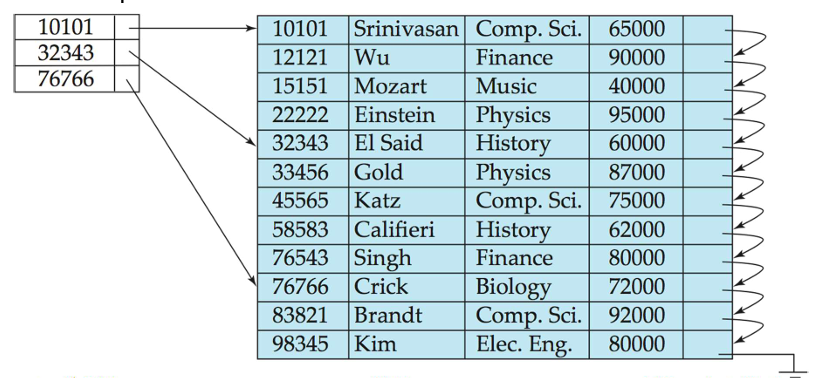 10101
32343
76766
10101 Srinivasan Comp. Sci. 65000
12121 Wu Finance 90000
15151 Mozart Music 40000
22222 Einstein Physics 95000
32343 El Said History 60000
33456 Gold Physics 87000
45565 Katz Comp. Sci. 75000
58583 Califieri History 62000
76543 Singh Finance 80000
76766 Crick Biology 72000
83821 Brandt Comp. Sci. 92000
98345 Kim Elec. Eng. 80000